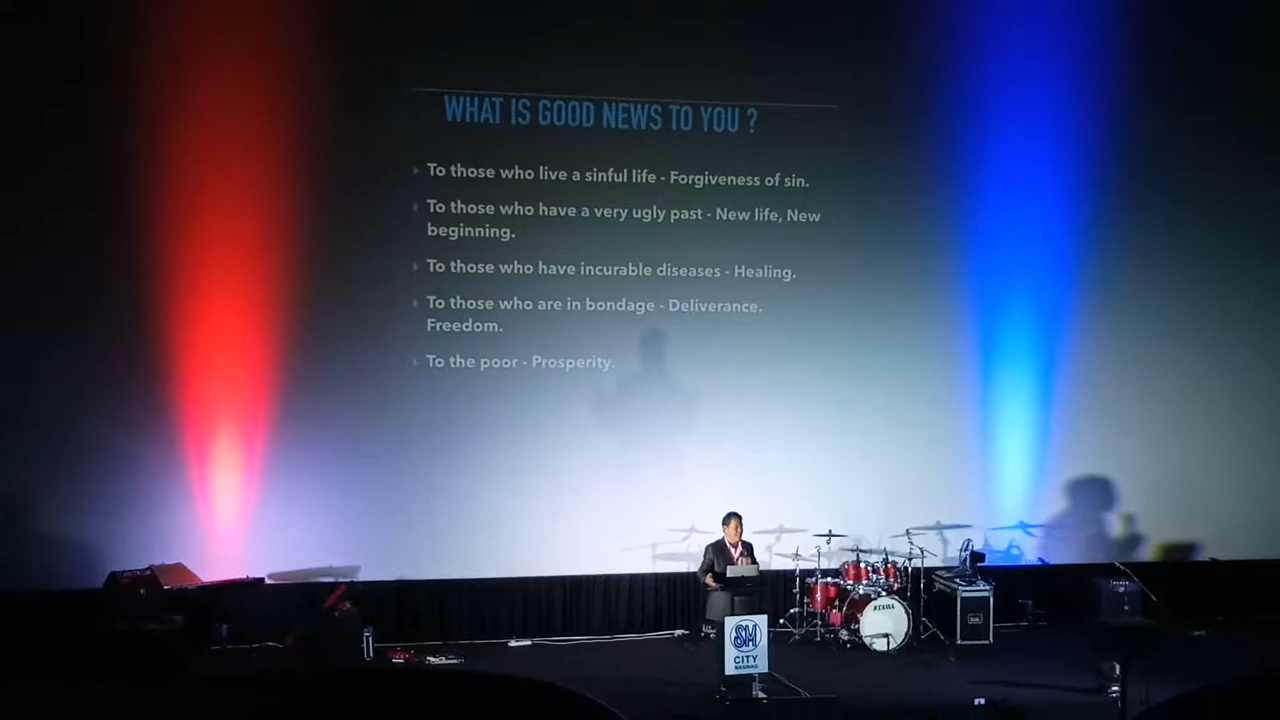 WHAT IS GOOD NEWS TO YOU ?
To those who live a sinful life - Forgiveness of sin.
To those who have a very ugly past - New life, New
beginning.
To those who have incurable diseases - Healing.
To those who are in bondage - Deliverance,
Freedom.
To the poor - Prosperity.
TAMA
SM
CITY
MASINAG